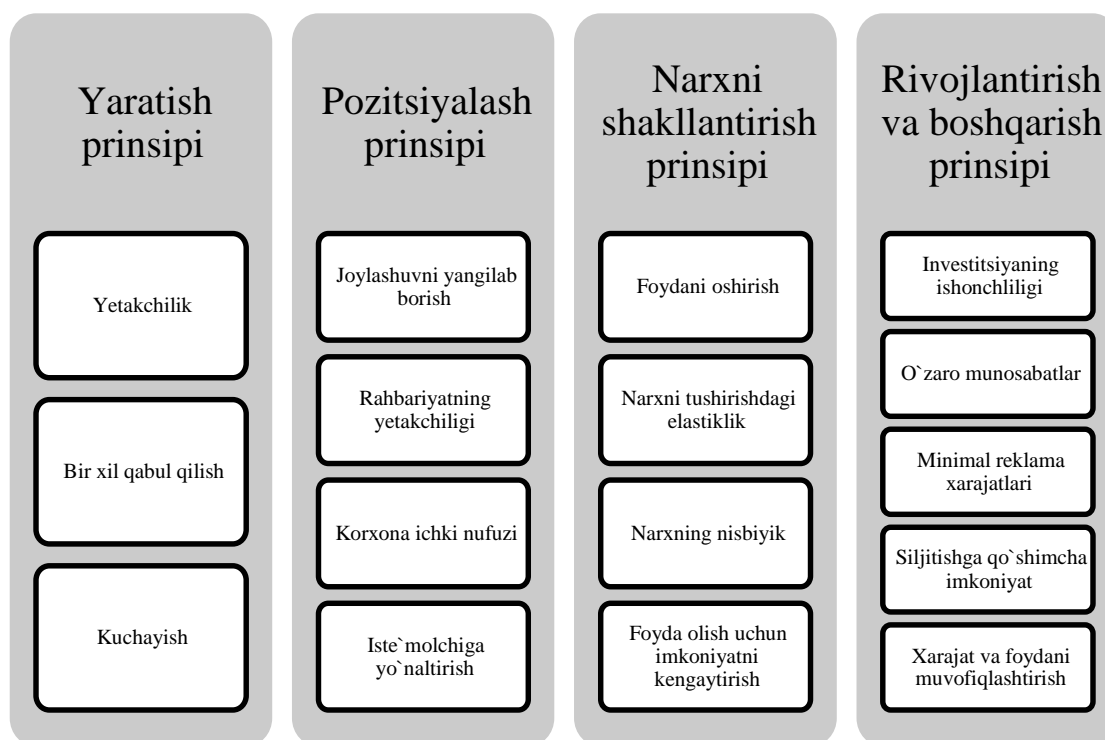 Yaratish
prinsipi
Yetakchilik
Bir xil qabul qilish
Kuchayish
Pozitsiyalash
prinsipi
Joylashuvni yangilab
borish
Rahbariyatning
yetakchiligi
Korxona ichki nufuzi
Iste`molchiga
yo`naltirish
Narxni
shakllantirish
prinsipi
Foydani oshirish
Narxni tushirishdagi
elastiklik
Narxning nisbiyik
Foyda olish uchun
imkoniyatni
kengaytirish
Rivojlantirish
va boshqarish
prinsipi
Investitsiyaning
ishonchliligi
O`zaro munosabatlar
Minimal reklama
xarajatlari
Siljitishga qo`shimcha
imkoniyat
Xarajat va foydani
muvofiqlashtirish